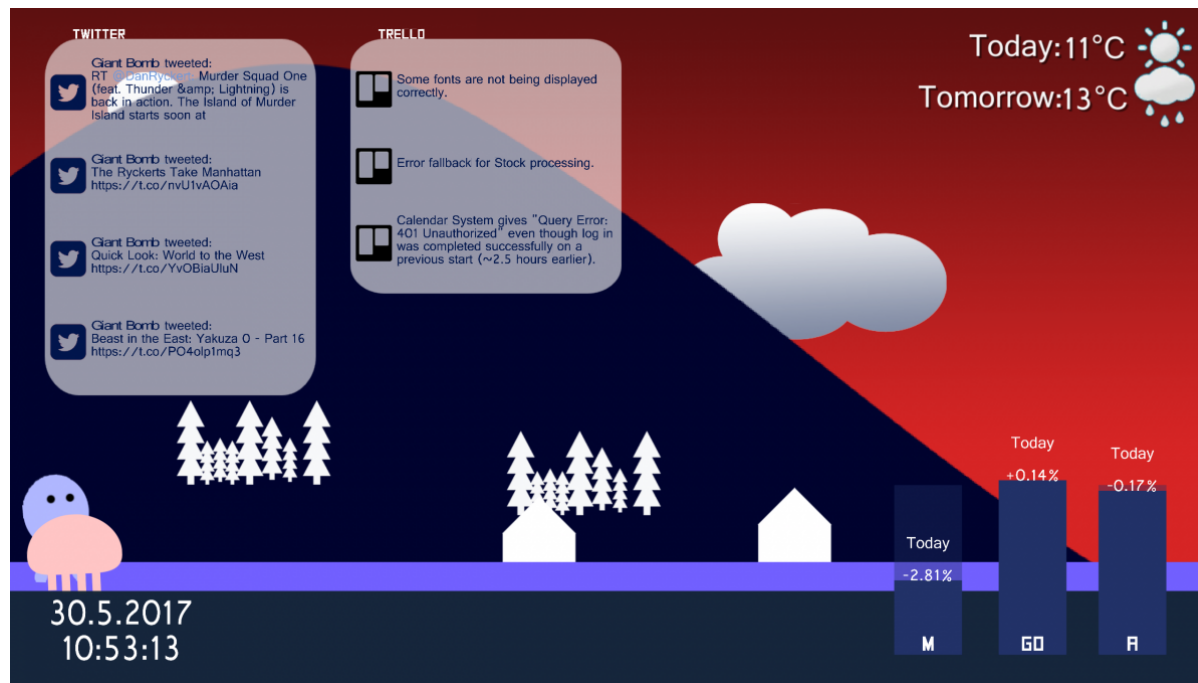 TWITTER
Giant Bomb tweeted:
RT @DanRyckert: Murder Squad One
(feat. Thunder &amp; Lightning) is
back in action. The Island of Murder
Island starts soon at
Giant Bomb tweeted:
The Ryckerts Take Manhattan
https://t.co/nvU1vAOAia
Giant Bomb tweeted:
Quick Look: World to the West
https://t.co/YvOBiaUluN
Giant Bomb tweeted:
Beast in the East: Yakuza 0 - Part 16
https://t.co/PO4olp1mq3
TRELLO
Some fonts are not being displayed
correctly.
Error fallback for Stock processing.
Calendar System gives "Query Error:
401 Unauthorized" even though log in
was completed successfully on a
previous start (~2.5 hours earlier).
Today:11°C
Tomorrow:13°C
Today
-2.81%
M
Today
+0.14%
GO
Today
-0.17%
A
30.5.2017
10:53:13